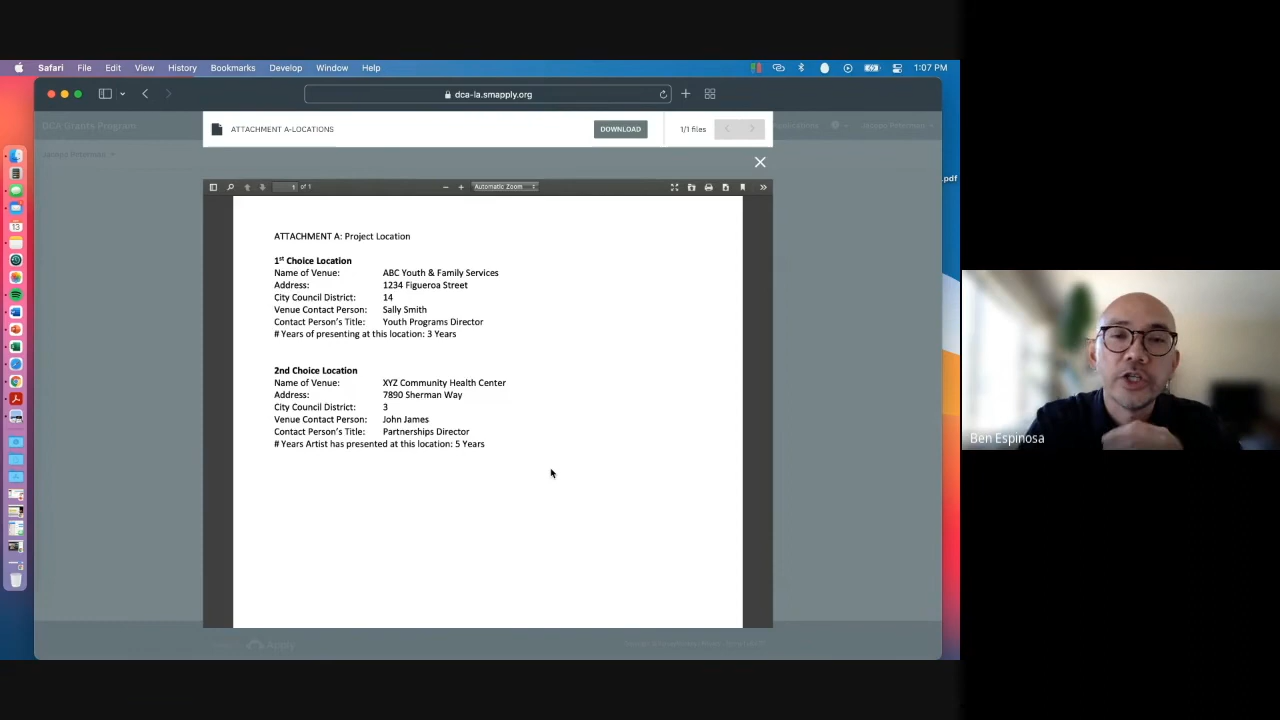 Safari File Edit View History Bookmarks Develop Window Help 1:07 PM
dca-la.smapply.org
DCA Grants Program
ATTACHMENT A-LOCATIONS DOWNLOAD 1/1 files
.pdf
1 of 1 Automatic Zoom
ATTACHMENT A: Project Location
1st Choice Location
Name of Venue: ABC Youth & Family Services
Address: 1234 Figueroa Street
City Council District: 14
Venue Contact Person: Sally Smith
Contact Person's Title: Youth Programs Director
# Years of presenting at this location: 3 Years
2nd Choice Location
Name of Venue: XYZ Community Health Center
Address: 7890 Sherman Way
City Council District: 3
Venue Contact Person: John James
Contact Person's Title: Partnerships Director
# Years Artist has presented at this location: 5 Years
Apply
Ben Espinosa